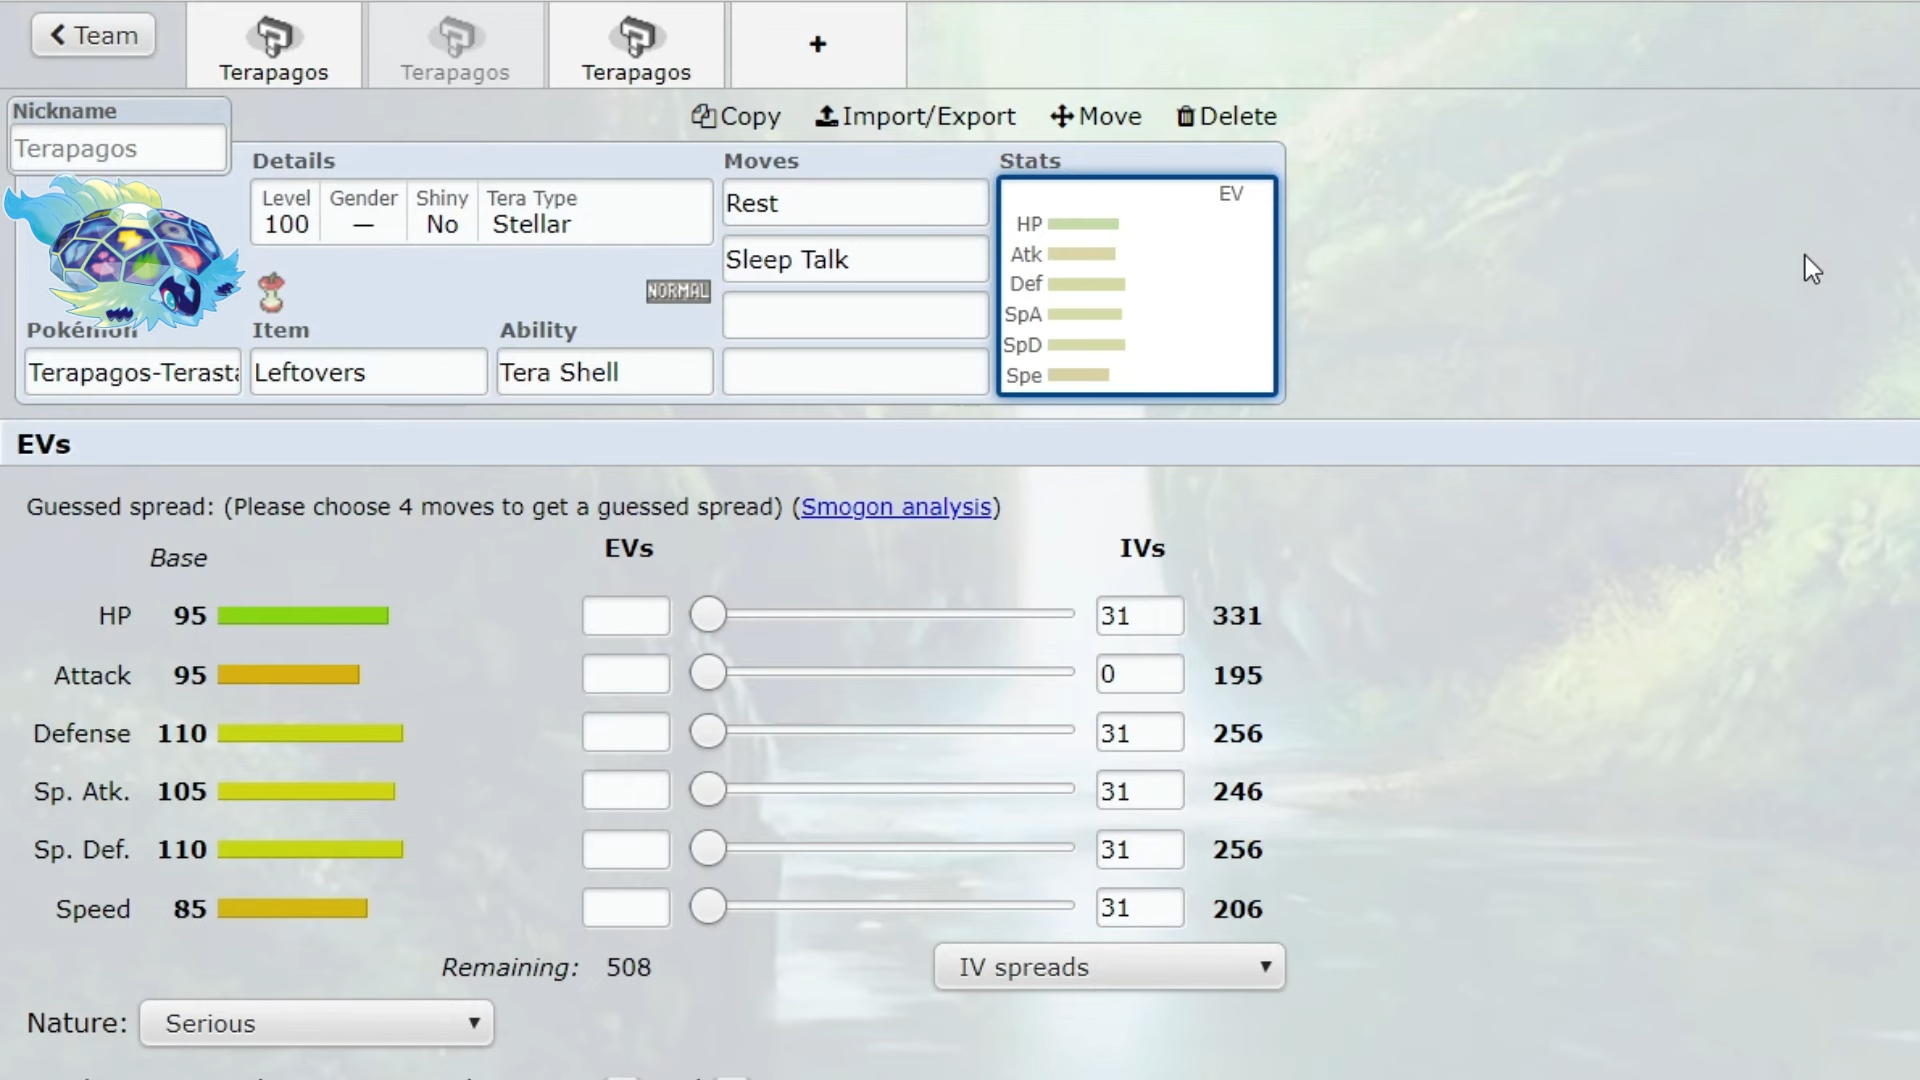 Team
Terapagos
Terapagos
Terapagos
+
Nickname
Terapagos
Copy
Import/Export
Move
Delete
Details
Level
100
Gender
—
Shiny
No
Tera Type
Stellar
NORMAL
Pokémon
Terapagos-Terasta
Item
Leftovers
Ability
Tera Shell
Moves
Rest
Sleep Talk
Stats
EV
HP
Atk
Def
SpA
SpD
Spe
EVs
Guessed spread: (Please choose 4 moves to get a guessed spread) (Smogon analysis)
Base EVs IVs
HP 95 31 331
Attack 95 0 195
Defense 110 31 256
Sp. Atk. 105 31 246
Sp. Def. 110 31 256
Speed 85 31 206
Remaining: 508
IV spreads
Nature: Serious